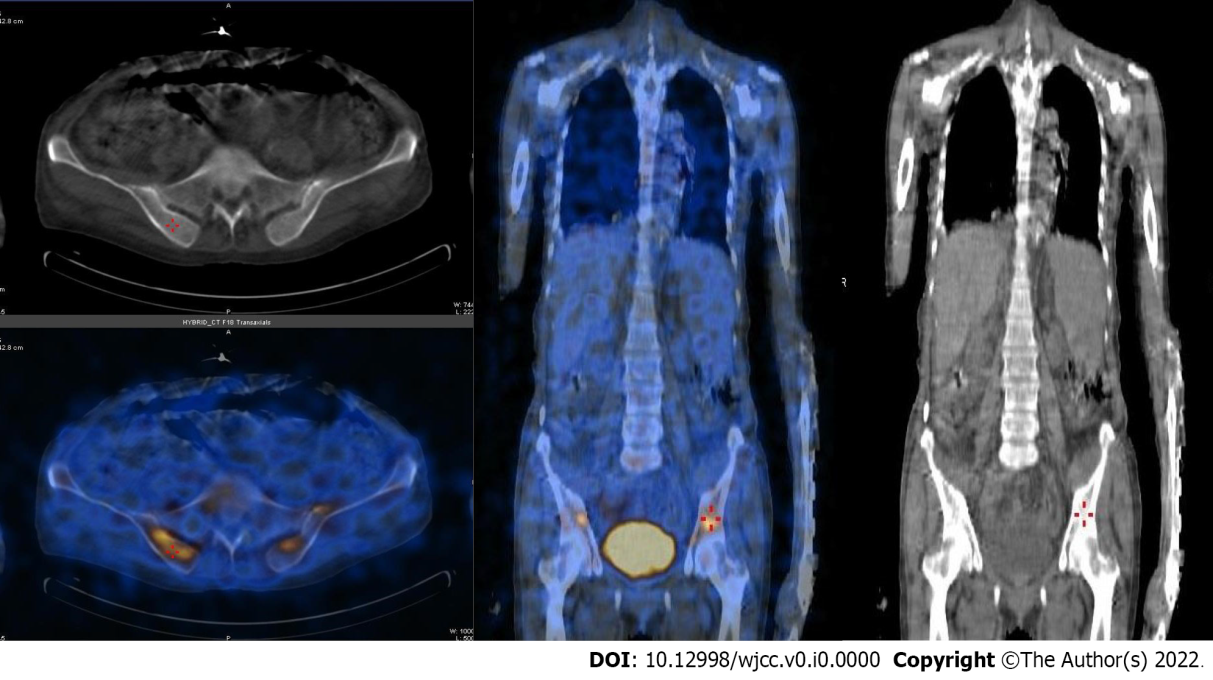 A
2.8 cm
W: 744
L: 222
P
HYBRID_CT F18 Transaxials
A
2.8 cm
W: 1000
L: 500
P
R
DOI: 10.12998/wjcc.v0.i0.0000 Copyright ©The Author(s) 2022.